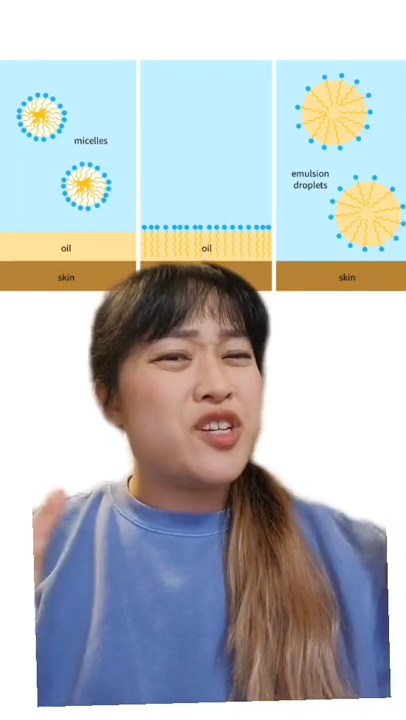 micelles
oil
skin
oil
emulsion
droplets
skin